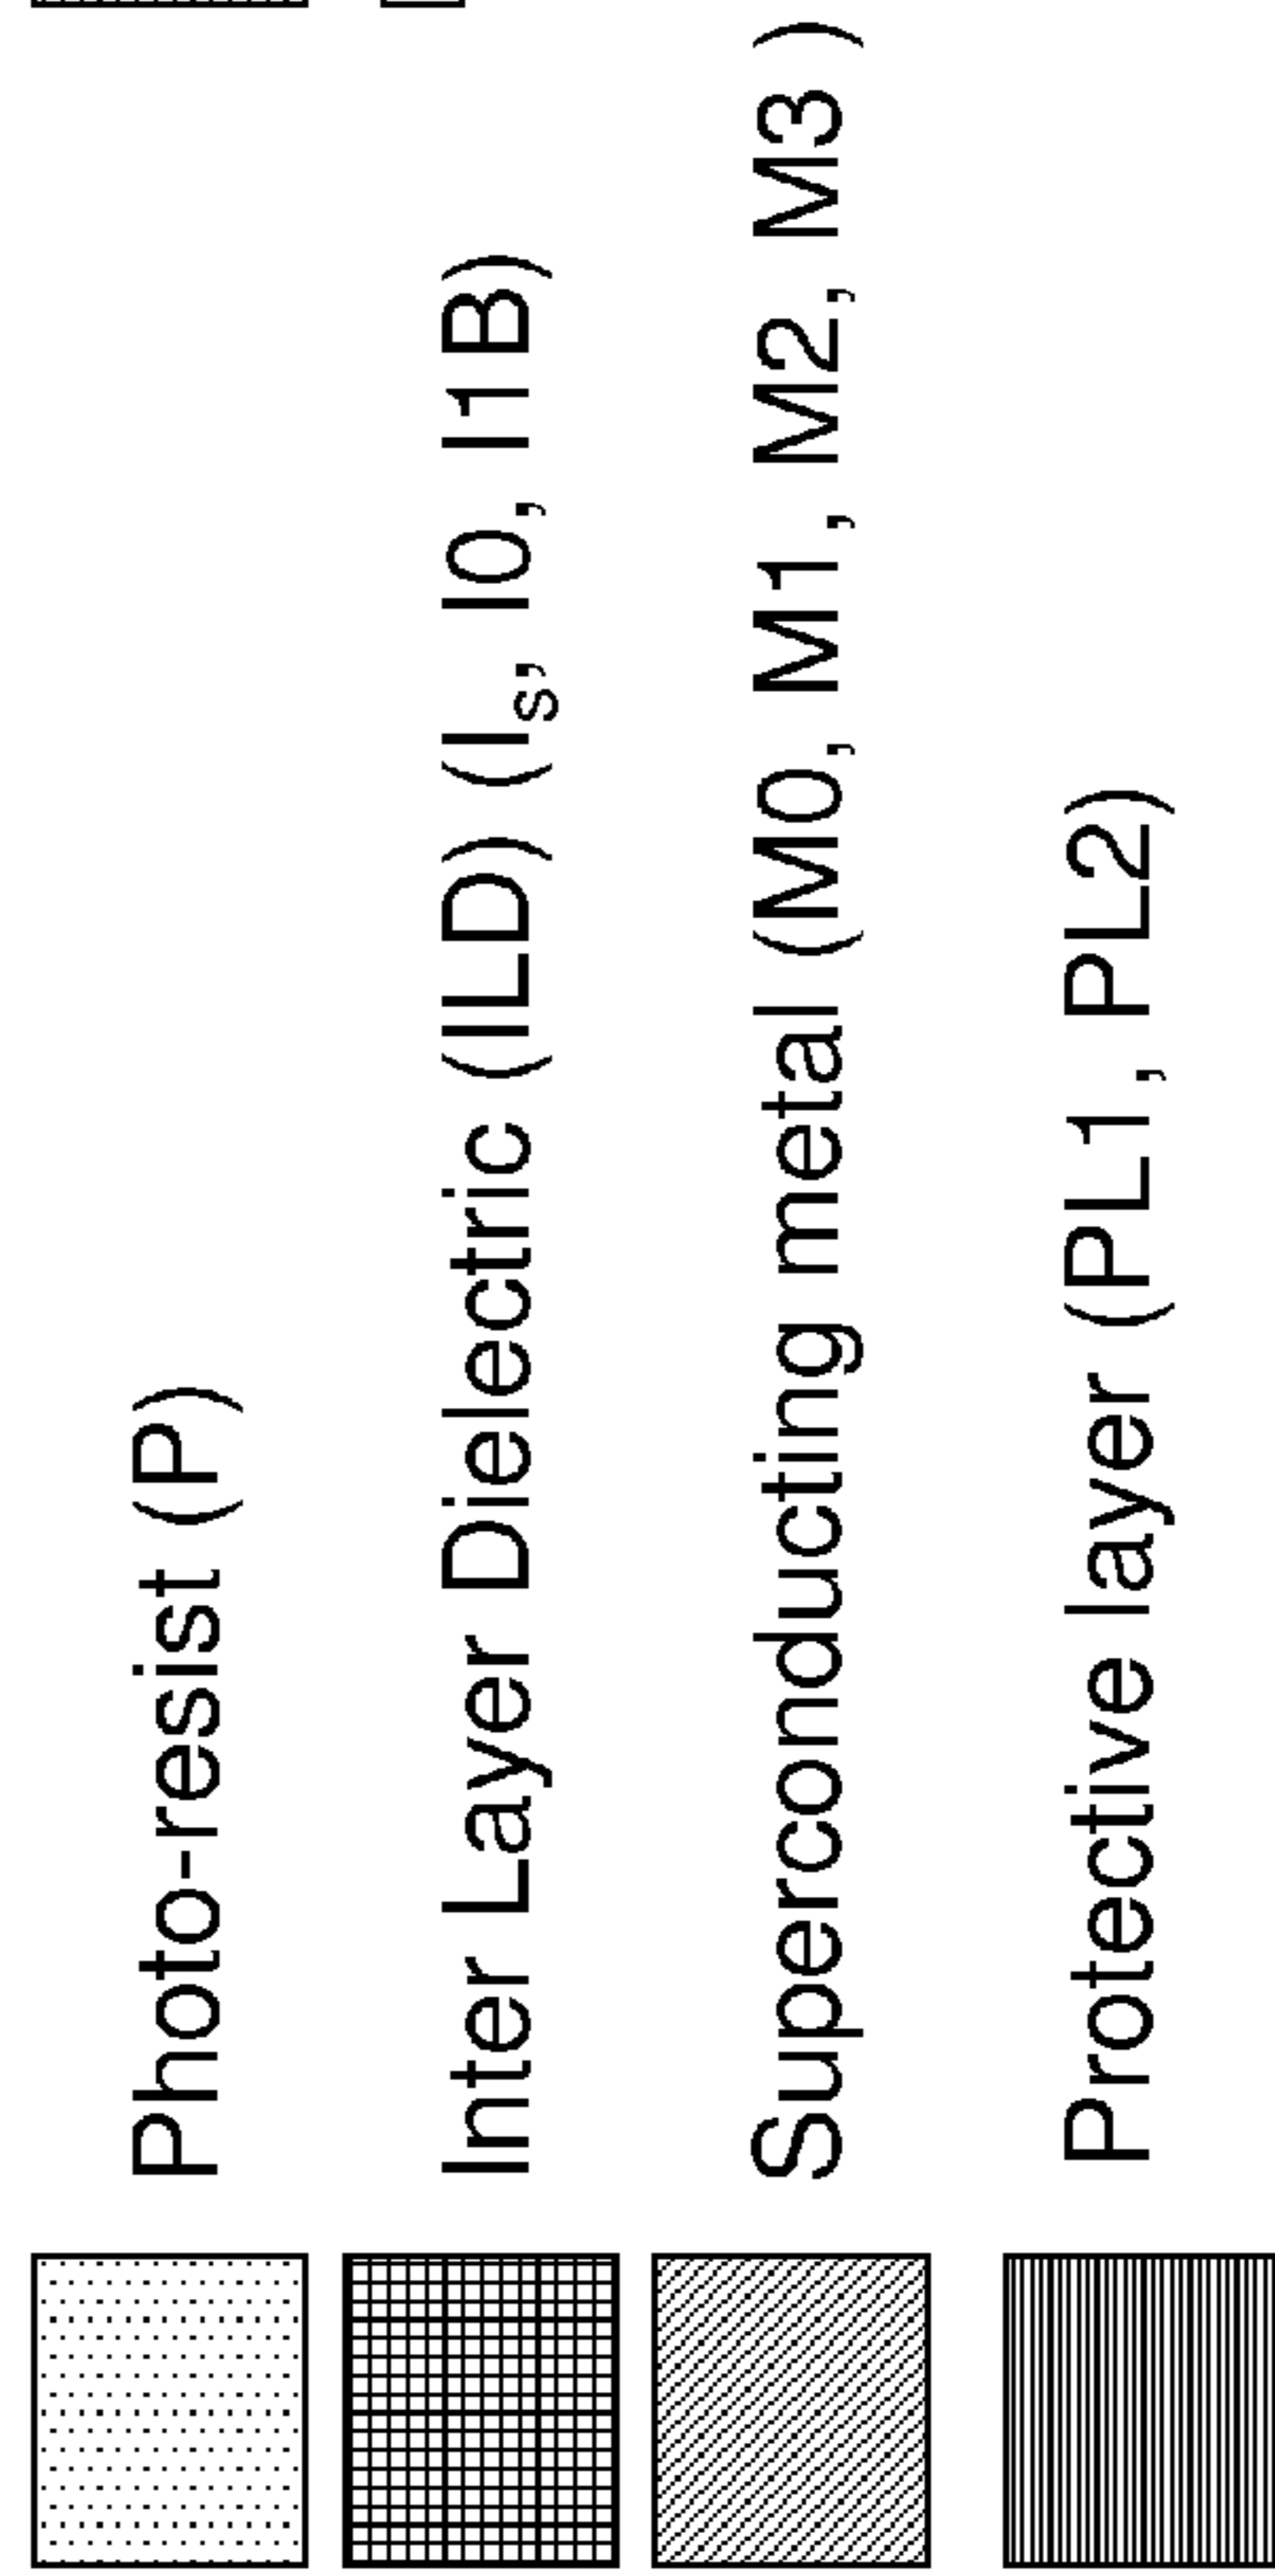 Photo-resist (P)
Inter Layer Dielectric (ILD) (Is, I0, I1B)
Superconducting metal (M0, M1, M2, M3 )
Protective layer (PL1, PL2)